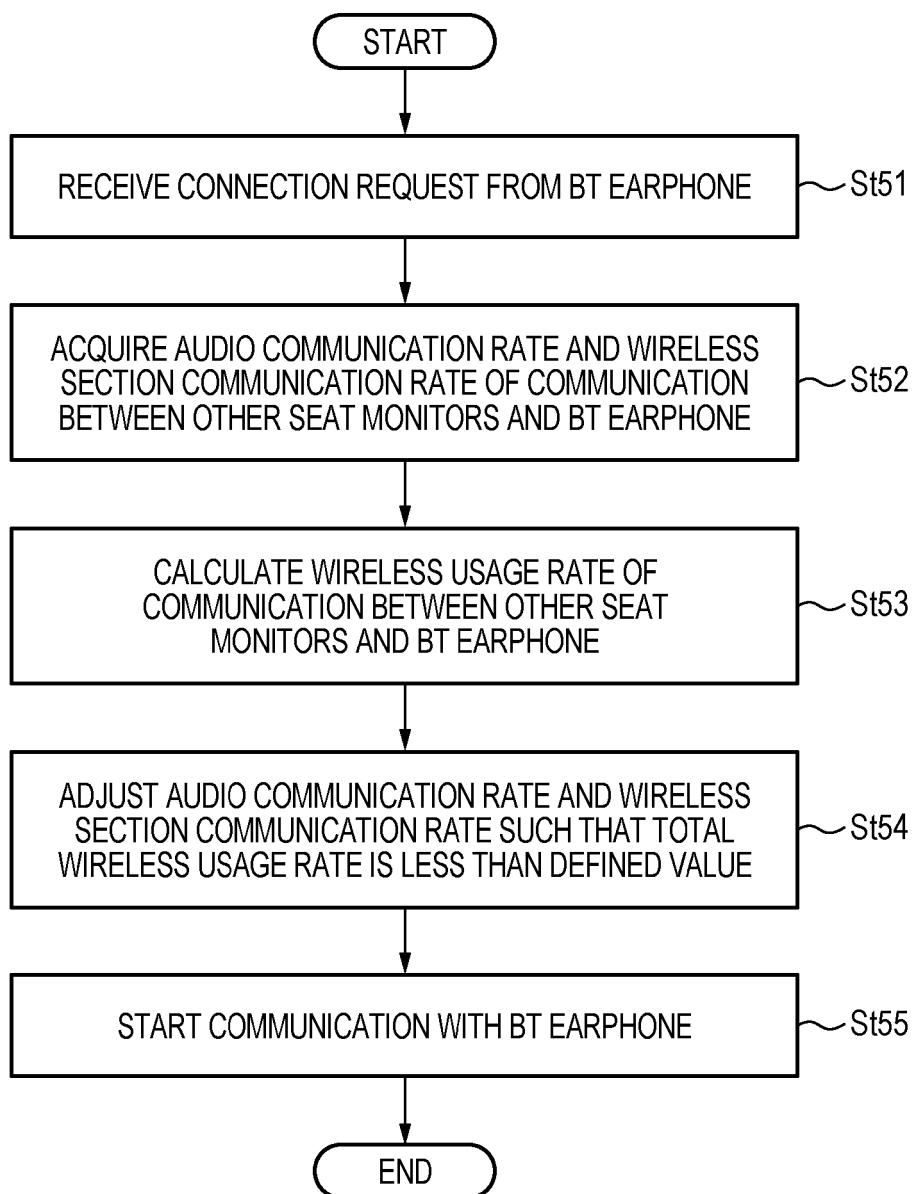 START
RECEIVE CONNECTION REQUEST FROM BT EARPHONE
St51
ACQUIRE AUDIO COMMUNICATION RATE AND WIRELESS
SECTION COMMUNICATION RATE OF COMMUNICATION
BETWEEN OTHER SEAT MONITORS AND BT EARPHONE
St52
CALCULATE WIRELESS USAGE RATE OF
COMMUNICATION BETWEEN OTHER SEAT
MONITORS AND BT EARPHONE
St53
ADJUST AUDIO COMMUNICATION RATE AND WIRELESS
SECTION COMMUNICATION RATE SUCH THAT TOTAL
WIRELESS USAGE RATE IS LESS THAN DEFINED VALUE
St54
START COMMUNICATION WITH BT EARPHONE
St55
END